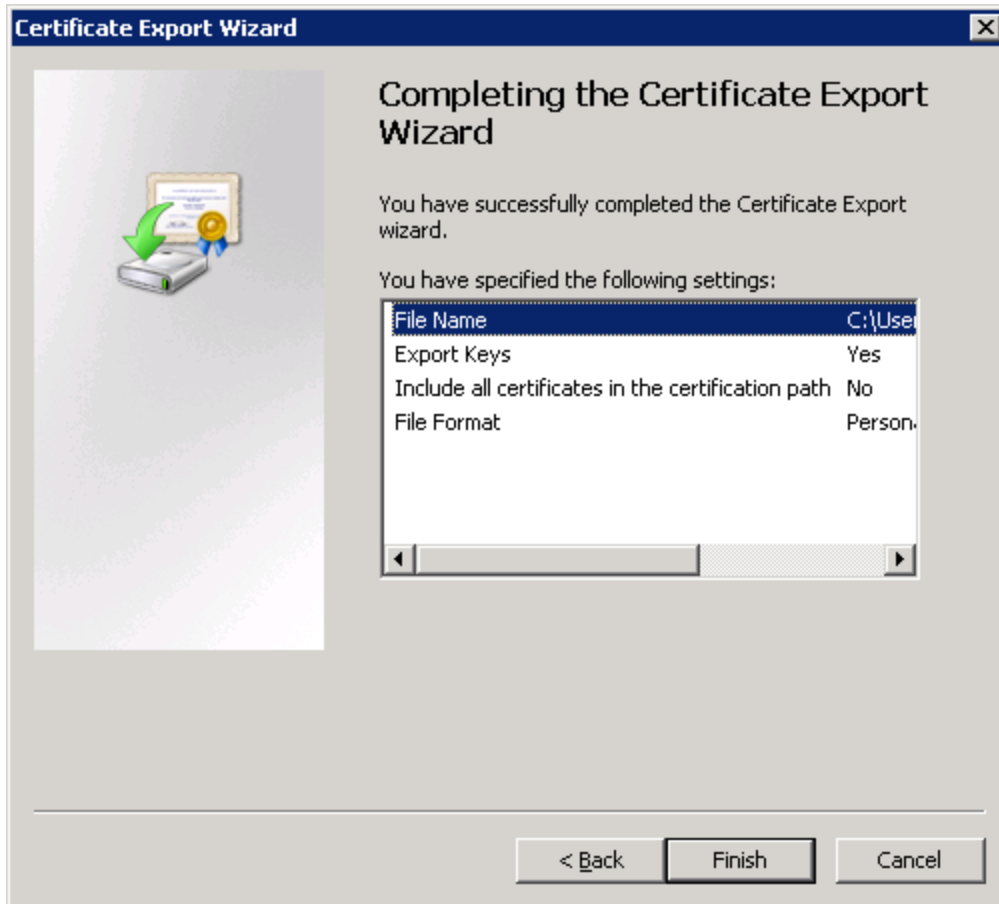 Certificate Export Wizard
Completing the Certificate Export
Wizard
You have successfully completed the Certificate Export
wizard.
You have specified the following settings:
File Name C:\User
Export Keys Yes
Include all certificates in the certification path No
File Format Person
< Back Finish Cancel